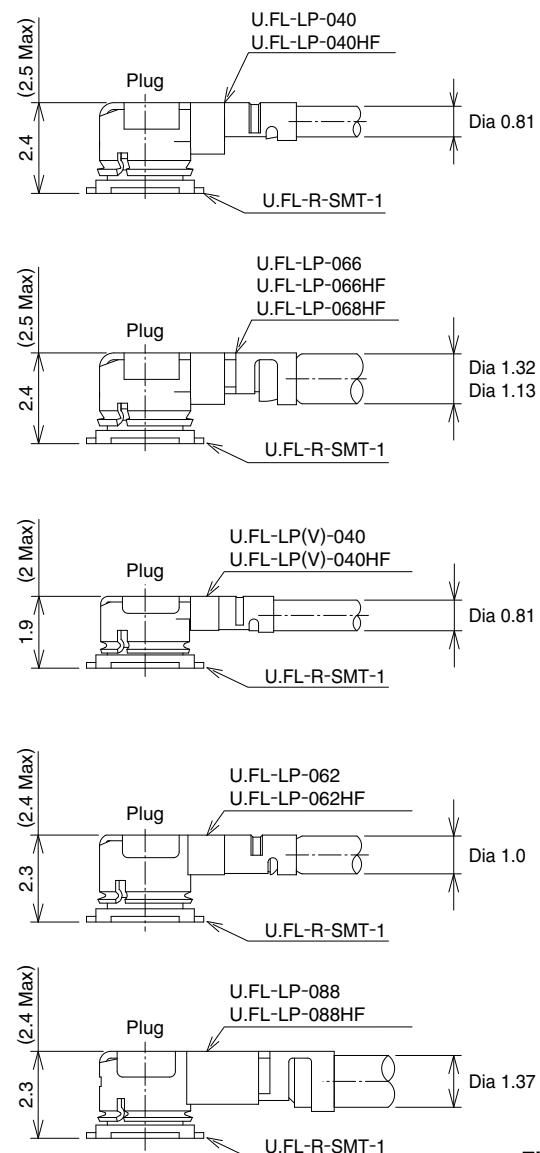 U.FL-LP-040
U.FL-LP-040HF
(2.5 Max)
Plug
2.4
Dia 0.81
U.FL-R-SMT-1
U.FL-LP-066
U.FL-LP-066HF
U.FL-LP-068HF
(2.5 Max)
Plug
2.4
Dia 1.32
Dia 1.13
U.FL-R-SMT-1
U.FL-LP(V)-040
U.FL-LP(V)-040HF
(2 Max)
Plug
1.9
Dia 0.81
U.FL-R-SMT-1
U.FL-LP-062
U.FL-LP-062HF
(2.4 Max)
Plug
2.3
Dia 1.0
U.FL-R-SMT-1
U.FL-LP-088
U.FL-LP-088HF
(2.4 Max)
Plug
2.3
Dia 1.37
U.FL-R-SMT-1